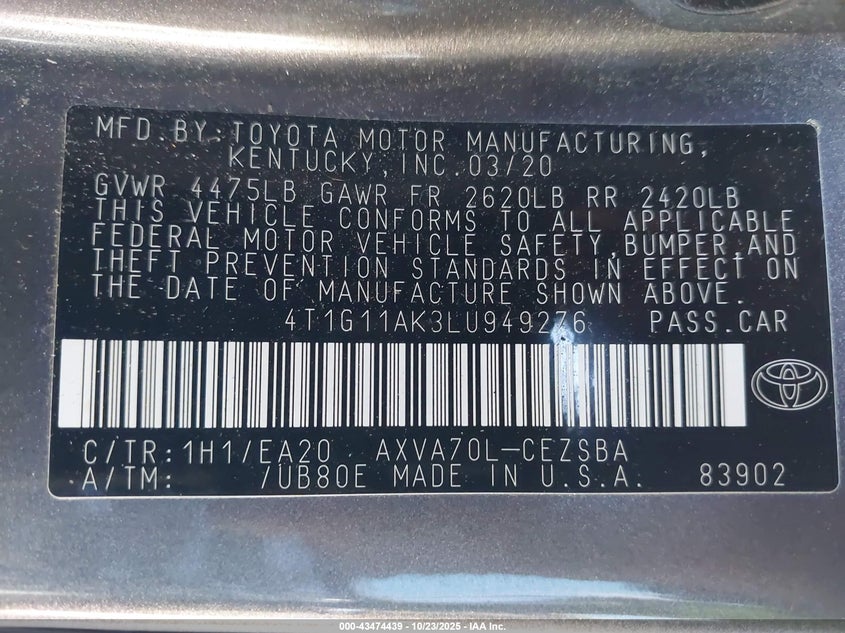 MFD.BY:TOYOTA MOTOR MANUFACTURING,
KENTUCKY,INC.03/20
GVWR 4475LB GAWR FR 2620LB RR 2420LB
THIS VEHICLE CONFORMS TO ALL APPLICABLE
FEDERAL MOTOR VEHICLE SAFETY,BUMPER,AND
THEFT PREVENTION STANDARDS IN EFFECT ON
THE DATE OF MANUFACTURE SHOWN ABOVE.
4T1G11AK3LU949276 PASS.CAR
C/TR:1H1/EA20 AXVA70L-CEZSBA
A/TM: /UB80E MADE IN U.S.A. 83902
000-43474439 - 10/23/2025 - IAA Inc.